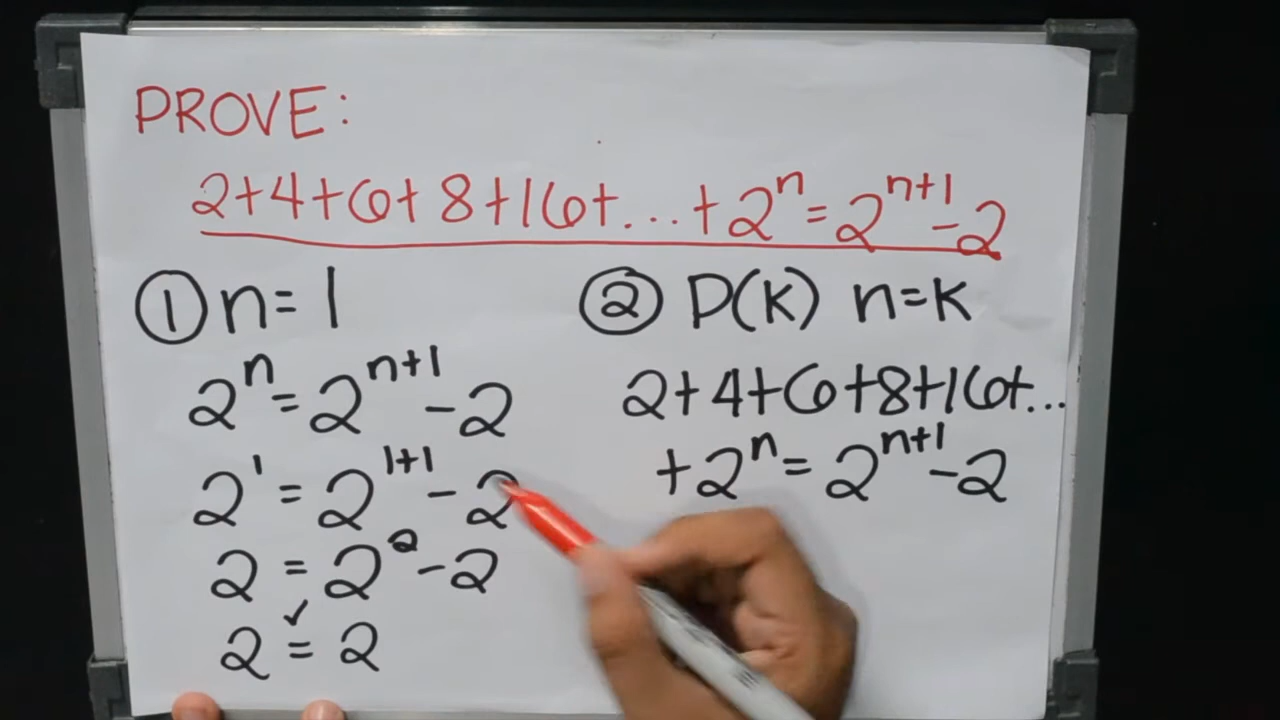 PROVE:
2+4+6+8+16+...+2^n=2^{n+1}-2
① n=1
2^n=2^{n+1}-2
2^1=2^{1+1}-2
2=2^2-2
✓
2=2
② P(K) n=K
2+4+6+8+16+...
+2^n=2^{n+1}-2